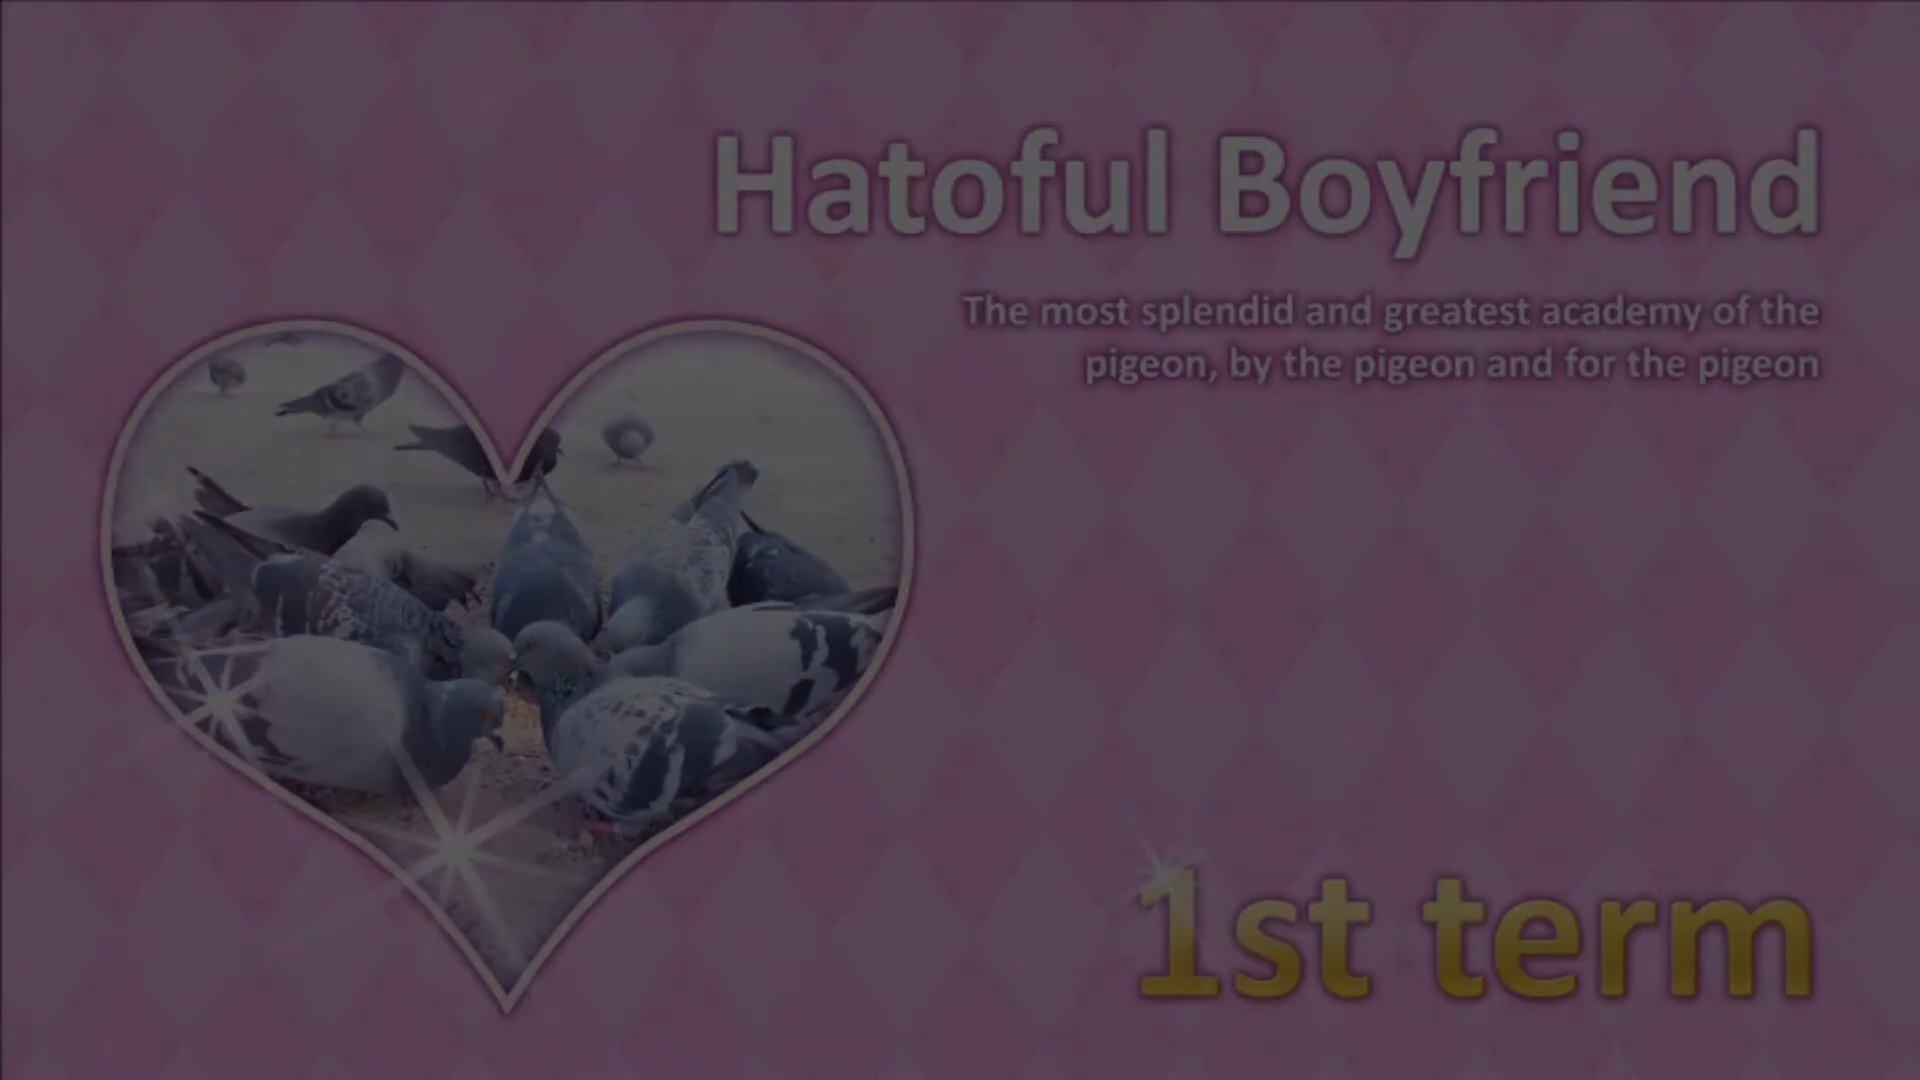 Hatoful Boyfriend
The most splendid and greatest academy of the
pigeon, by the pigeon and for the pigeon
1st term